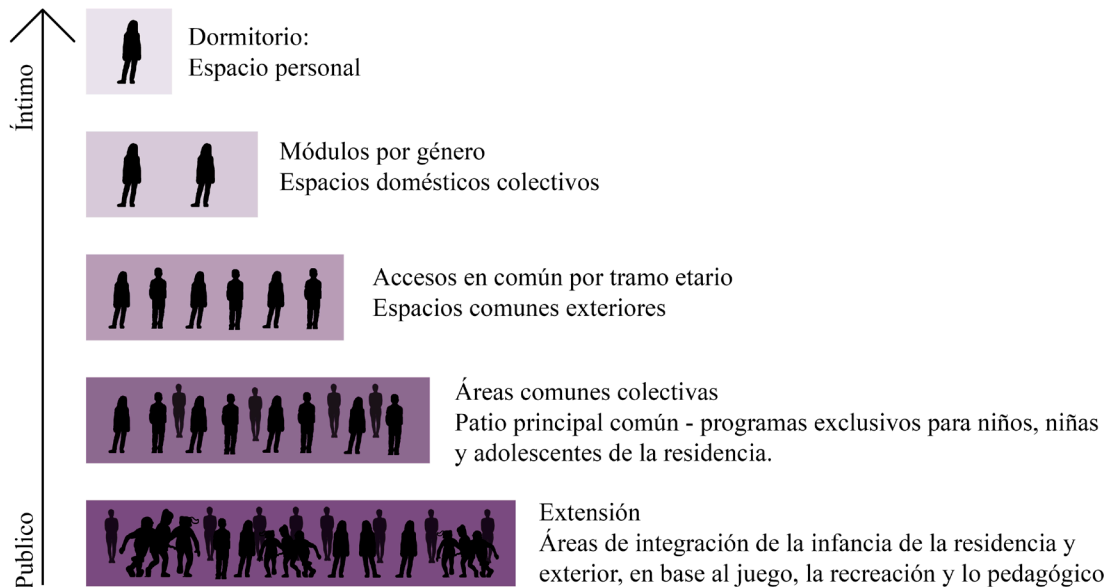 Íntimo
Dormitorio:
Espacio personal
Módulos por género
Espacios domésticos colectivos
Accesos en común por tramo etario
Espacios comunes exteriores
Áreas comunes colectivas
Patio principal común - programas exclusivos para niños, niñas
y adolescentes de la residencia.
Publico
Extensión
Áreas de integración de la infancia de la residencia y
exterior, en base al juego, la recreación y lo pedagógico